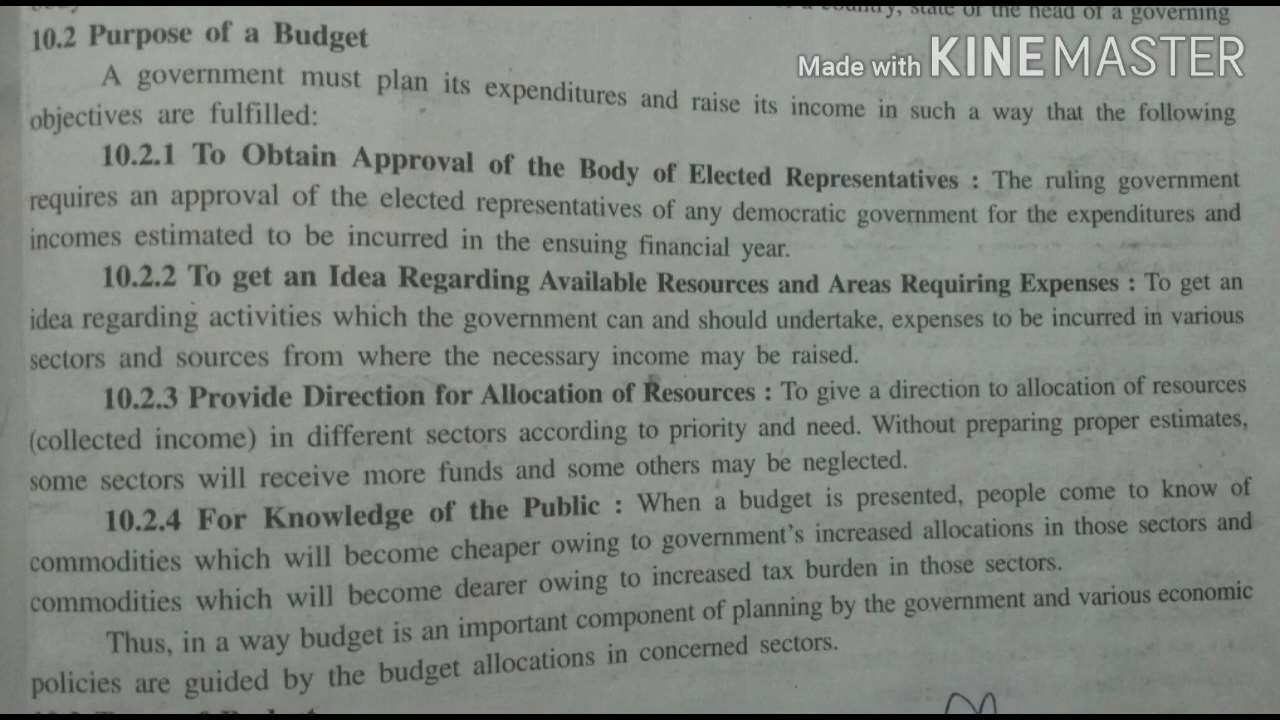 country, state or the head of a governing
10.2 Purpose of a Budget
Made with KINEMASTER
A government must plan its expenditures and raise its income in such a way that the following
objectives are fulfilled:
10.2.1 To Obtain Approval of the Body of Elected Representatives : The ruling government
requires an approval of the elected representatives of any democratic government for the expenditures and
incomes estimated to be incurred in the ensuing financial year.
10.2.2 To get an Idea Regarding Available Resources and Areas Requiring Expenses : To get an
idea regarding activities which the government can and should undertake, expenses to be incurred in various
sectors and sources from where the necessary income may be raised.
10.2.3 Provide Direction for Allocation of Resources : To give a direction to allocation of resources
(collected income) in different sectors according to priority and need. Without preparing proper estimates,
some sectors will receive more funds and some others may be neglected.
10.2.4 For Knowledge of the Public : When a budget is presented, people come to know of
commodities which will become cheaper owing to government's increased allocations in those sectors and
commodities which will become dearer owing to increased tax burden in those sectors.
Thus, in a way budget is an important component of planning by the government and various economic
policies are guided by the budget allocations in concerned sectors.